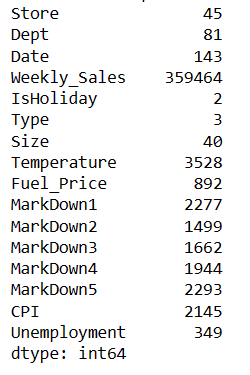 Store 45
Dept 81
Date 143
Weekly_Sales 359464
IsHoliday 2
Type 3
Size 40
Temperature 3528
Fuel_Price 892
MarkDown1 2277
MarkDown2 1499
MarkDown3 1662
MarkDown4 1944
MarkDown5 2293
CPI 2145
Unemployment 349
dtype: int64